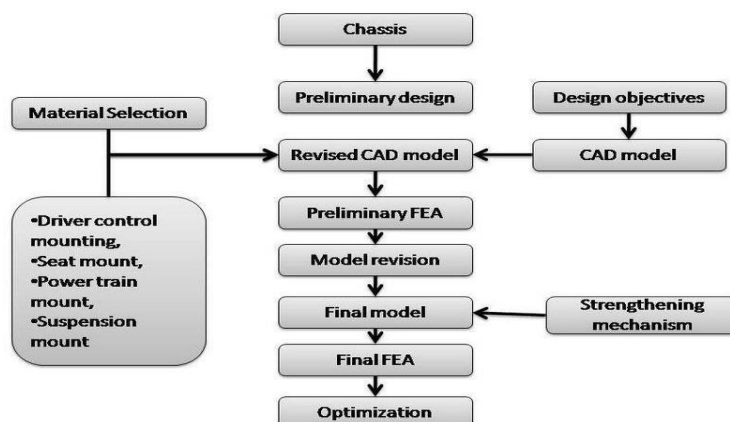 Chassis
Preliminary design
Design objectives
Material Selection
Revised CAD model
CAD model
•Driver control
mounting,
•Seat mount,
•Power train
mount,
•Suspension
mount
Preliminary FEA
Model revision
Final model
Strengthening
mechanism
Final FEA
Optimization